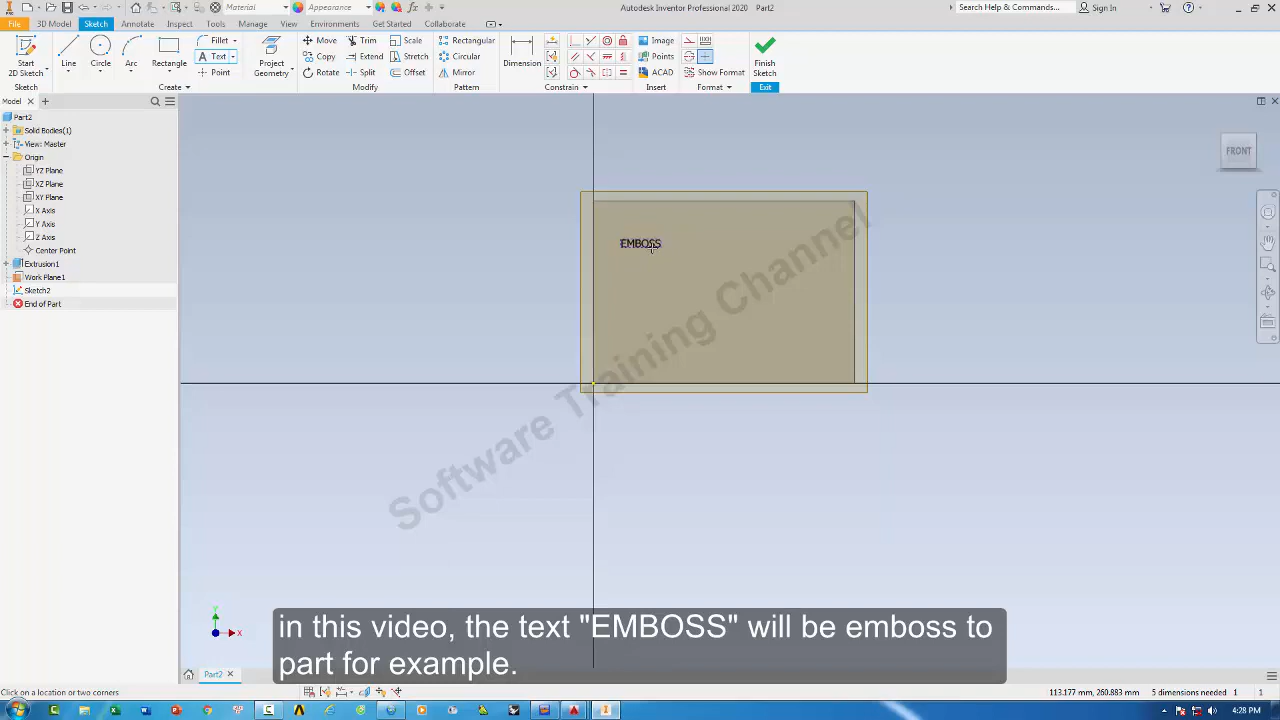 Material
Appearance
Autodesk Inventor Professional 2020 Part2
Search Help & Commands...
Sign In
File 3D Model Sketch Annotate Inspect Tools Manage View Environments Get Started Collaborate
Start
2D Sketch
Line
Circle
Arc
Rectangle
Fillet
Text
Point
Project
Geometry
Move
Copy
Rotate
Trim
Extend
Split
Scale
Stretch
Offset
Rectangular
Circular
Mirror
Dimension
Image
Points
ACAD
Show Format
Finish
Sketch
Sketch
Create
Modify
Pattern
Constrain
Insert
Format
Exit
Model
Part2
Solid Bodies(1)
View: Master
Origin
YZ Plane
XZ Plane
XY Plane
X Axis
Y Axis
Z Axis
Center Point
Extrusion1
Work Plane1
Sketch2
End of Part
FRONT
EMBOSS
Software Training Channel
Y
X
in this video, the text "EMBOSS" will be emboss to
part for example.
Part2
Click on a location or two corners
113.177 mm, 260.883 mm 5 dimensions needed 1 1
4:28 PM